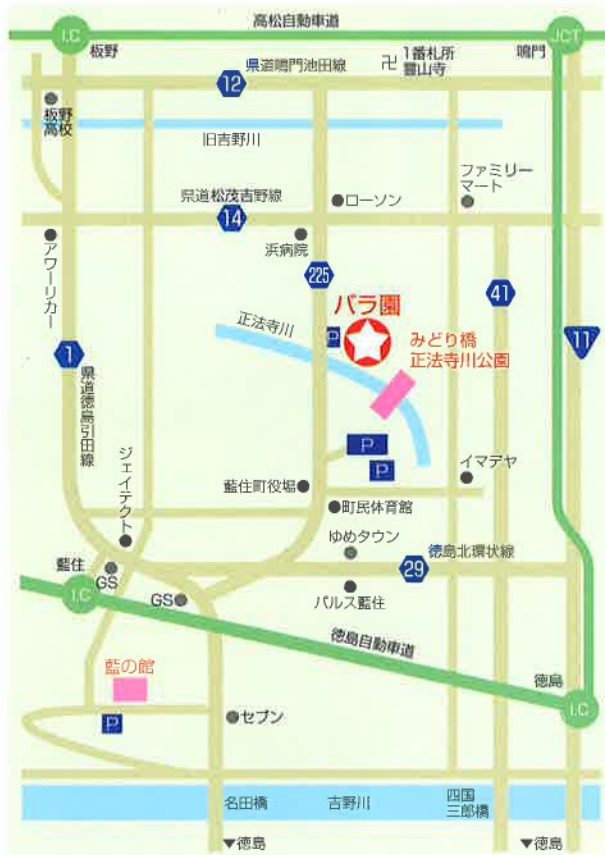 高松自動車道
I.C
JCT
板野
鳴門
1番札所
霊山寺
県道鳴門池田線
12
板野
高校
旧吉野川
ファミリー
マート
県道松茂吉野線
ローソン
14
浜病院
アワーリカー
225
41
バラ園
正法寺川
P
みどり橋
正法寺川公園
11
1
県道徳島引田線
ジェイテクト
P
P
イマデヤ
藍住町役場
町民体育館
ゆめタウン
徳島北環状線
29
藍住
GS
I.C
GS
パルス藍住
徳島自動車道
藍の館
徳島
I.C
P
セブン
名田橋
吉野川
四国
三郎橋
▼徳島
▼徳島